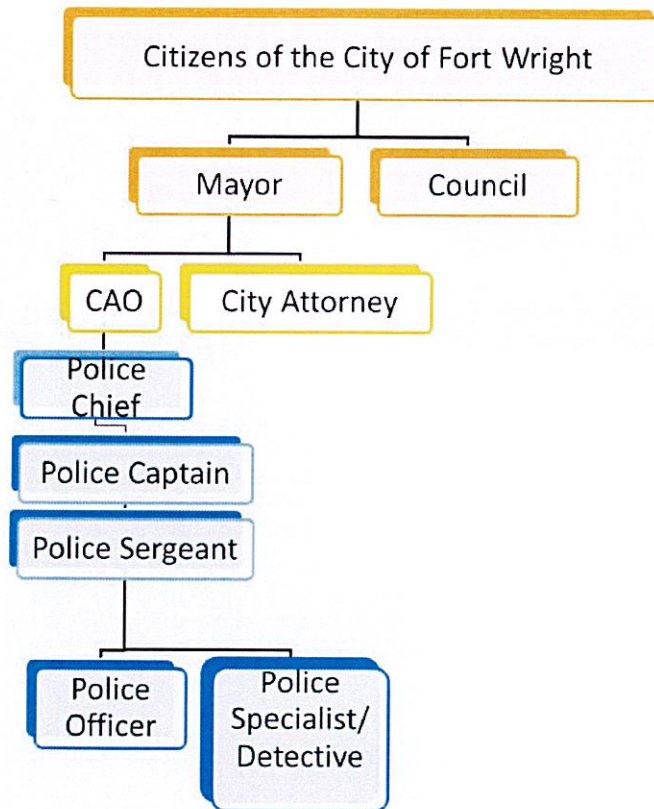 Citizens of the City of Fort Wright
Mayor
Council
CAO
City Attorney
Police
Chief
Police Captain
Police Sergeant
Police
Officer
Police
Specialist/
Detective